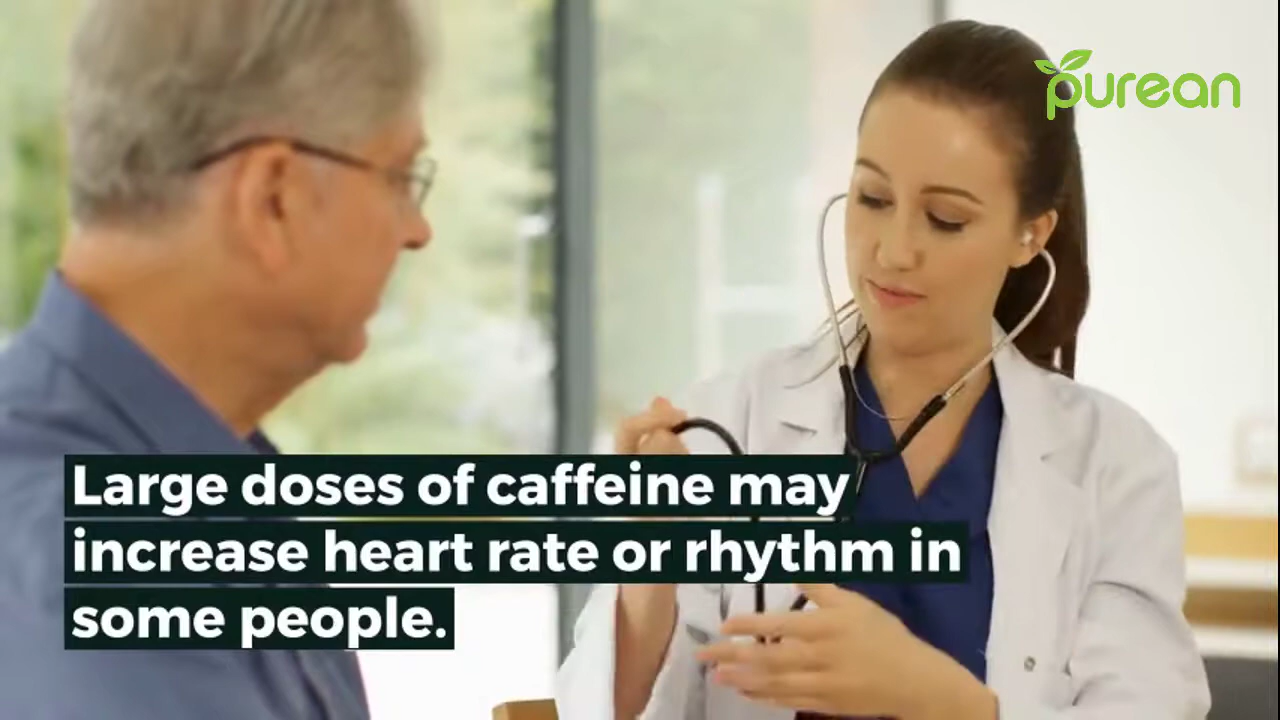 purean
Large doses of caffeine may
increase heart rate or rhythm in
some people.